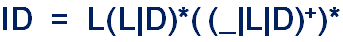 ID = L(L|D)*( (_|L|D)⁺)*